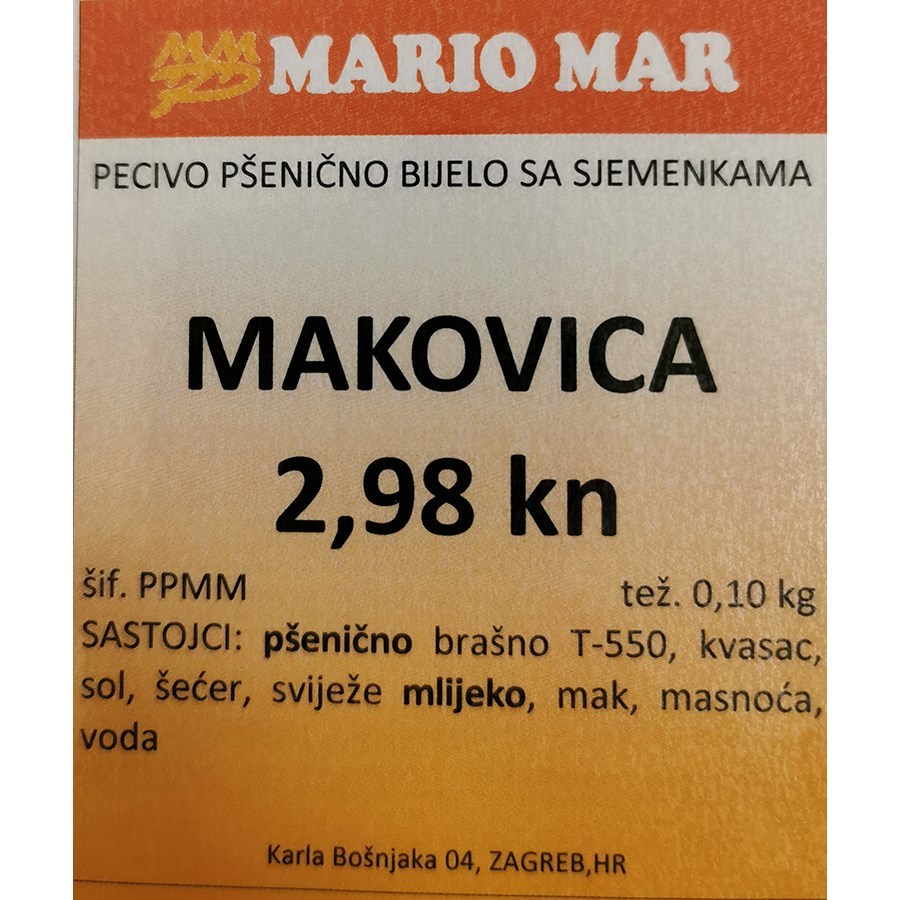 MARIO MAR
PECIVO PŠENIČNO BIJELO SA SJEMENKAMA
MAKOVICA
2,98 kn
šif. PPMM tež. 0,10 kg
SASTOJCI: pšenično brašno T-550, kvasac,
sol, šećer, sviježe mlijeko, mak, masnoća,
voda
Karla Bošnjaka 04, ZAGREB,HR